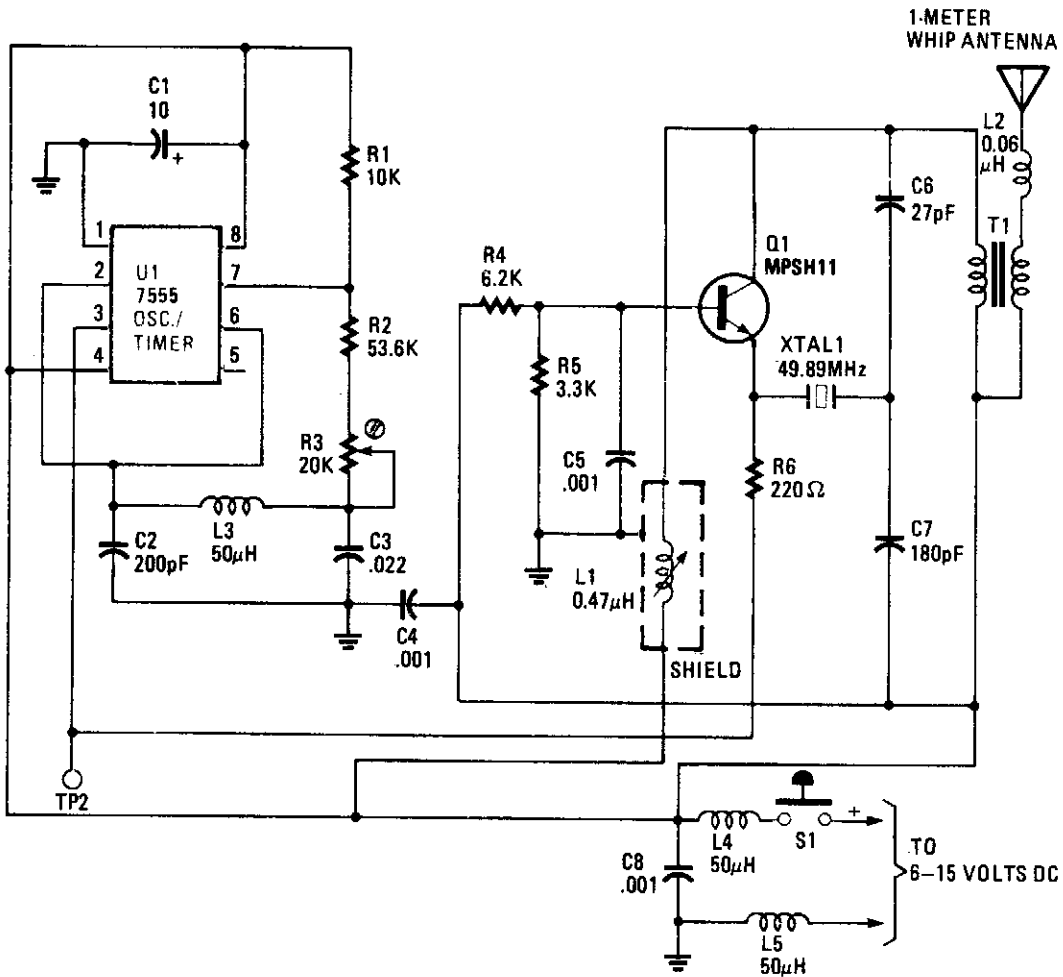 1-METER
WHIP ANTENNA
C1
10
+
R1
10K
L2
0.06
μH
C6
27pF
T1
1
2
3
4
8
7
6
5
U1
7555
OSC./
TIMER
R4
6.2K
Q1
MPSH11
R2
53.6K
R5
3.3K
XTAL1
49.89MHz
R3
20K
C5
.001
R6
220Ω
L3
50μH
C2
200pF
C3
.022
L1
0.47μH
C7
180pF
C4
.001
SHIELD
TP2
L4
50μH
S1
+
TO
6–15 VOLTS DC
C8
.001
L5
50μH